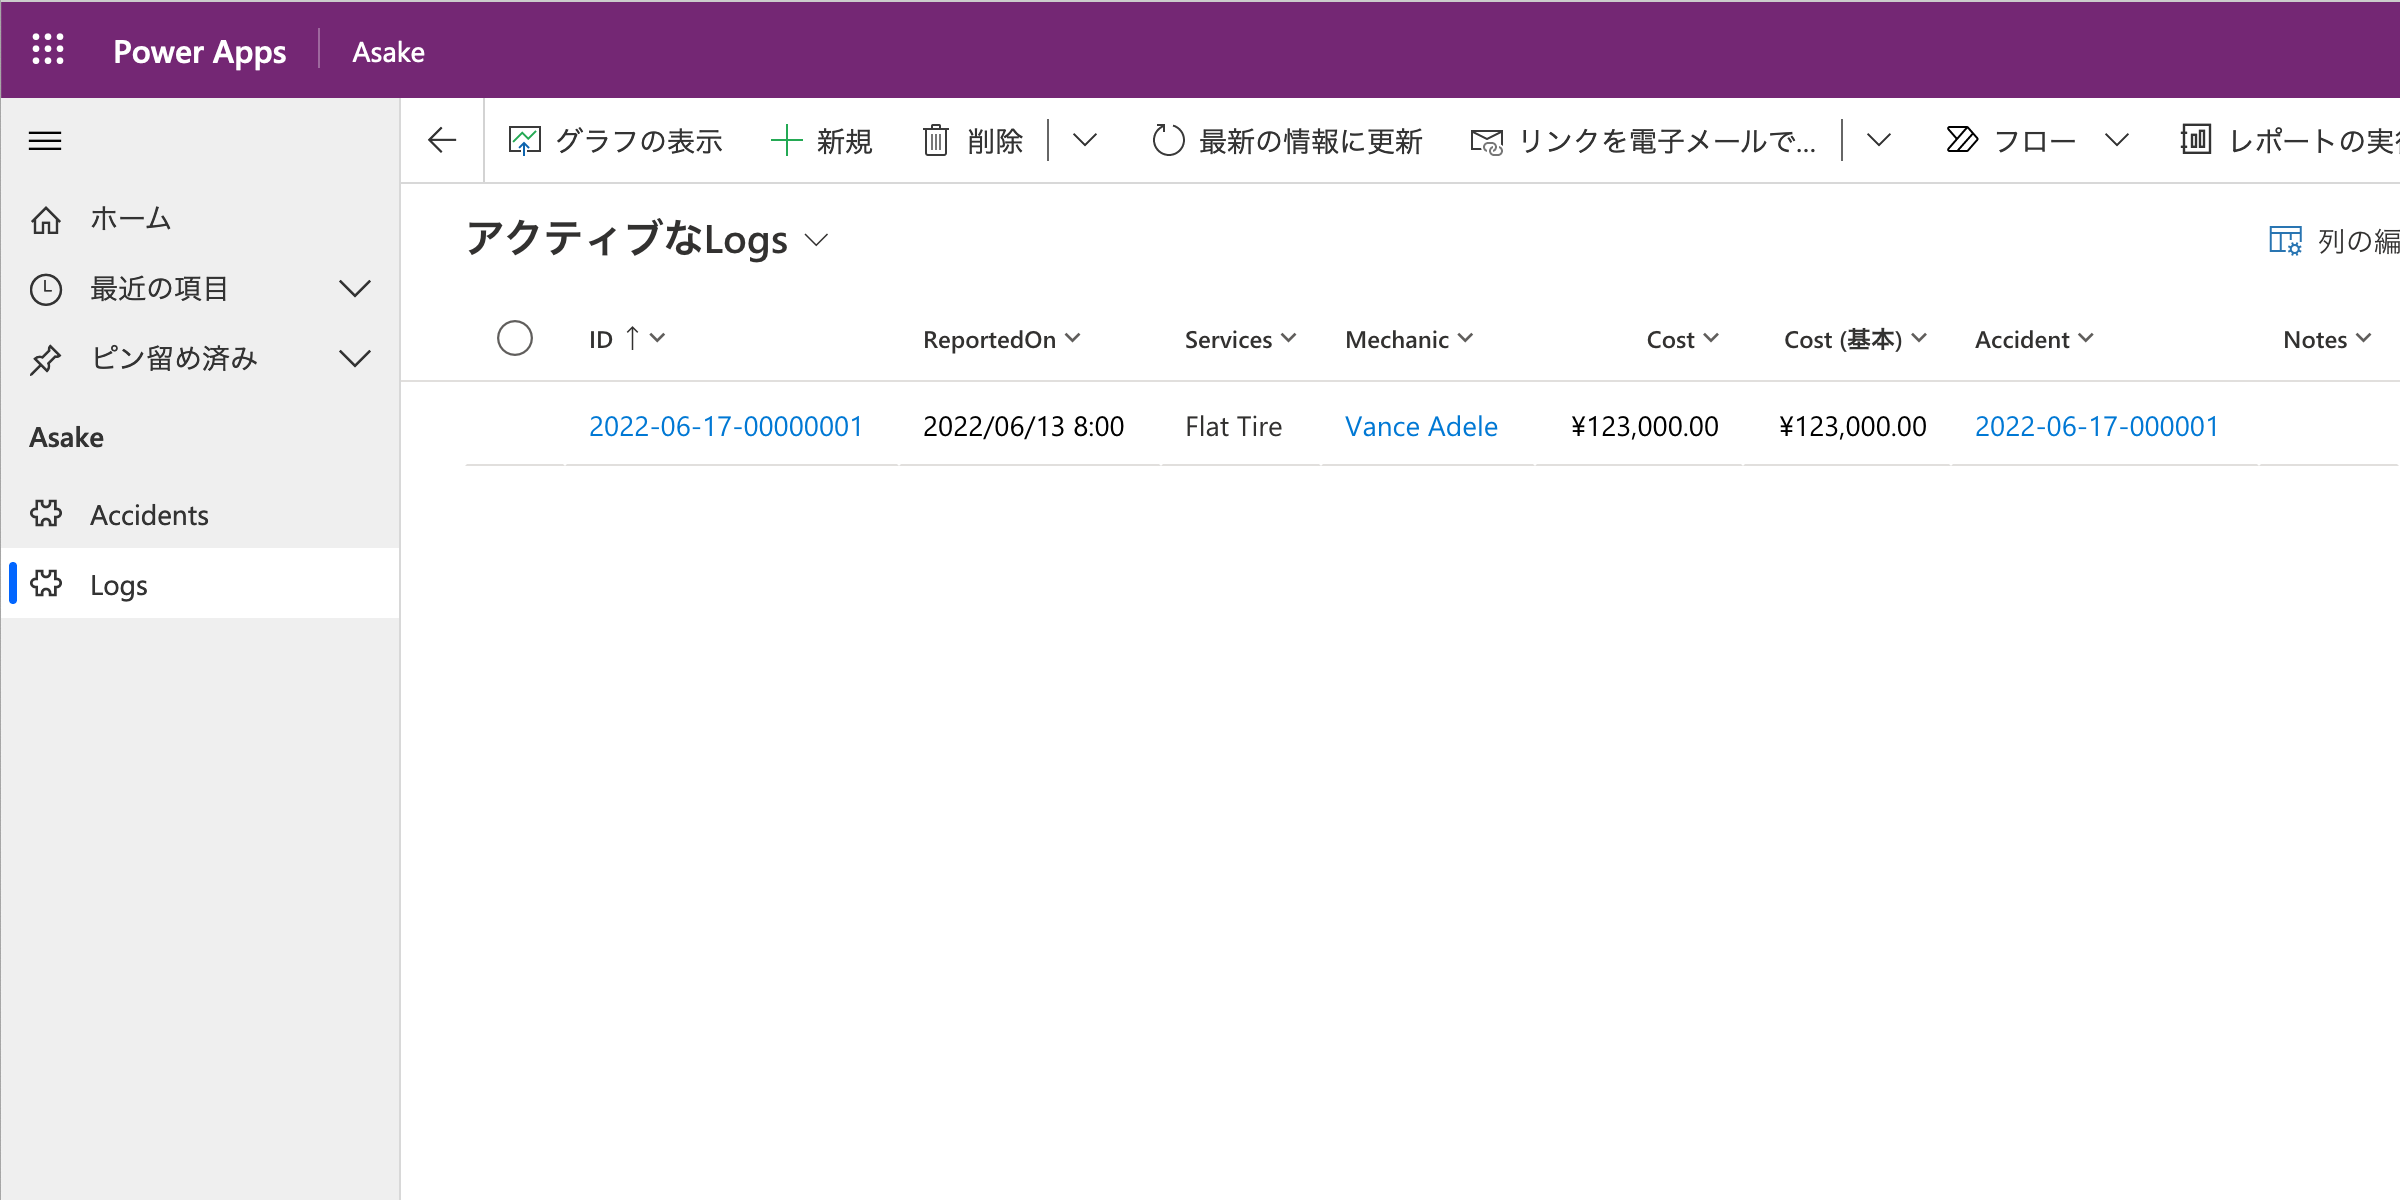 Power Apps Asake
グラフの表示 新規 削除 最新の情報に更新 リンクを電子メールで... フロー レポートの実
ホーム
最近の項目
ピン留め済み
Asake
Accidents
Logs
アクティブなLogs
列の編
ID ReportedOn Services Mechanic Cost Cost (基本) Accident Notes
2022-06-17-00000001 2022/06/13 8:00 Flat Tire Vance Adele ¥123,000.00 ¥123,000.00 2022-06-17-000001